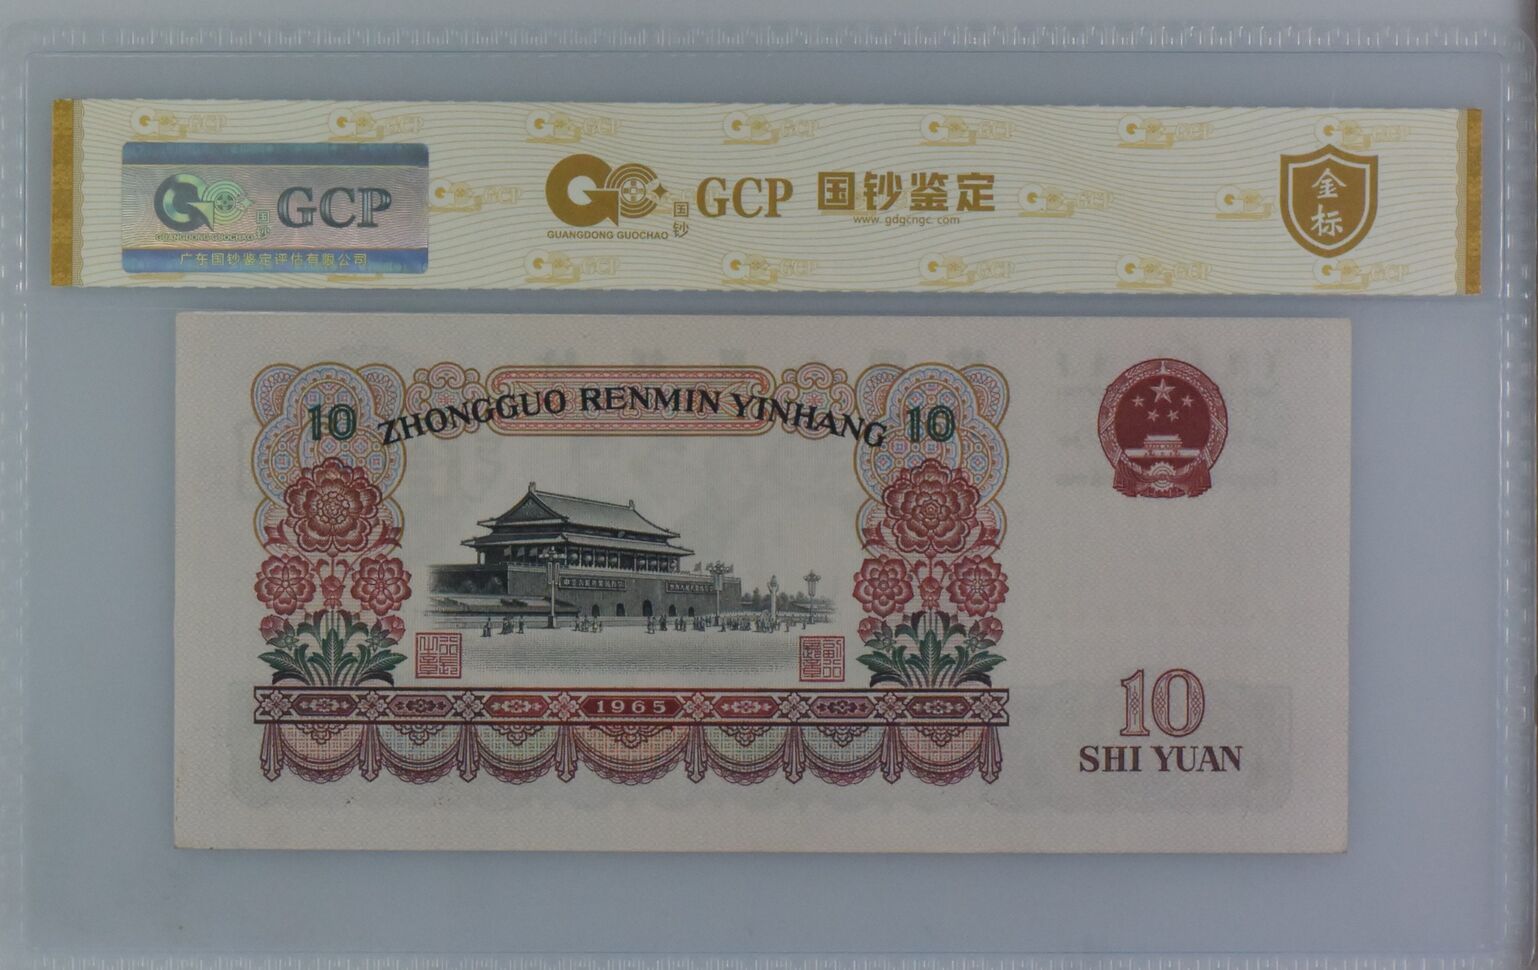 GCP
GUANGDONG GUOCHAO
国钞
广东国钞鉴定评估有限公司
GCP 国钞鉴定
www.gdgcngc.com
GUANGDONG GUOCHAO
国钞
金标
10 ZHONGGUO RENMIN YINHANG 10
1965
10
SHI YUAN